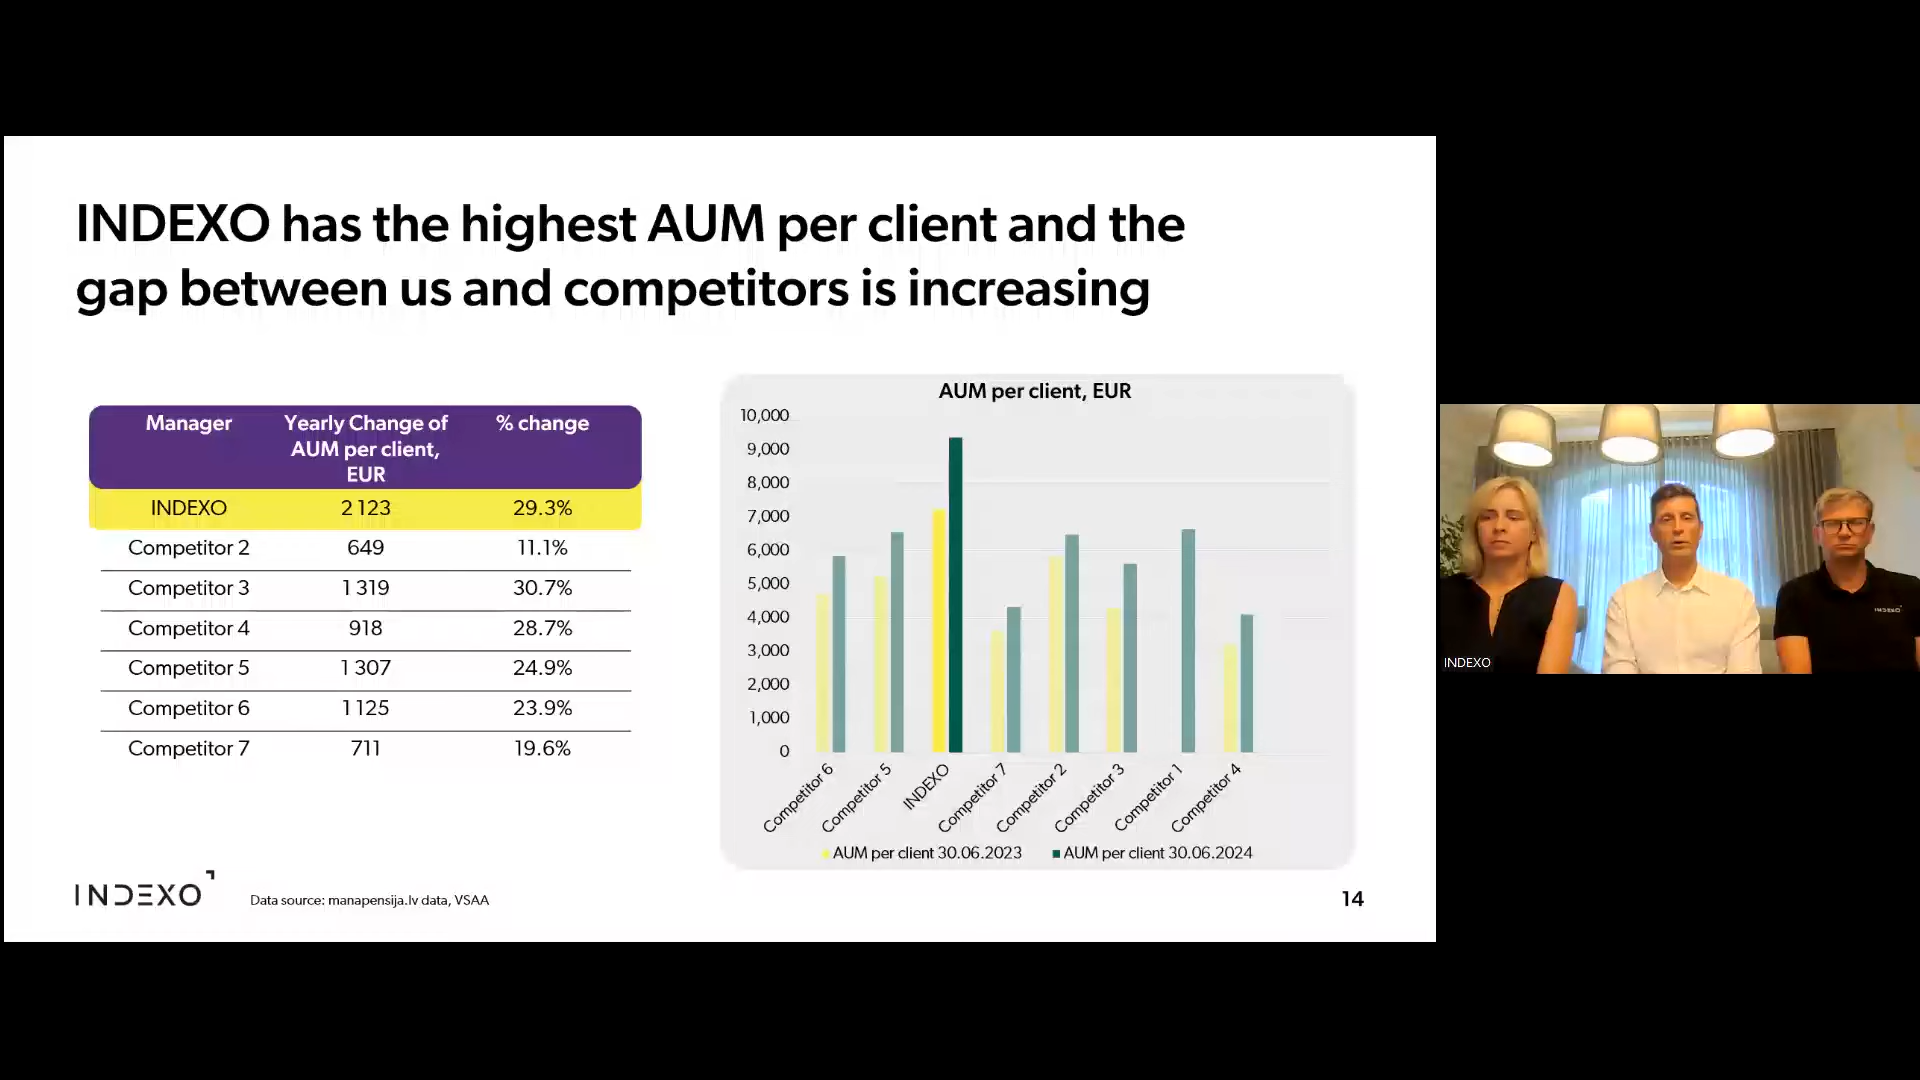 INDEXO has the highest AUM per client and the
gap between us and competitors is increasing
Manager Yearly Change of AUM per client, EUR % change
INDEXO 2 123 29.3%
Competitor 2 649 11.1%
Competitor 3 1 319 30.7%
Competitor 4 918 28.7%
Competitor 5 1 307 24.9%
Competitor 6 1 125 23.9%
Competitor 7 711 19.6%
AUM per client, EUR
10,000
9,000
8,000
7,000
6,000
5,000
4,000
3,000
2,000
1,000
0
Competitor 6
Competitor 5
INDEXO
Competitor 7
Competitor 2
Competitor 3
Competitor 1
Competitor 4
AUM per client 30.06.2023 AUM per client 30.06.2024
INDEXO
Data source: manapensija.lv data, VSAA
14
INDEXO
INDEXO